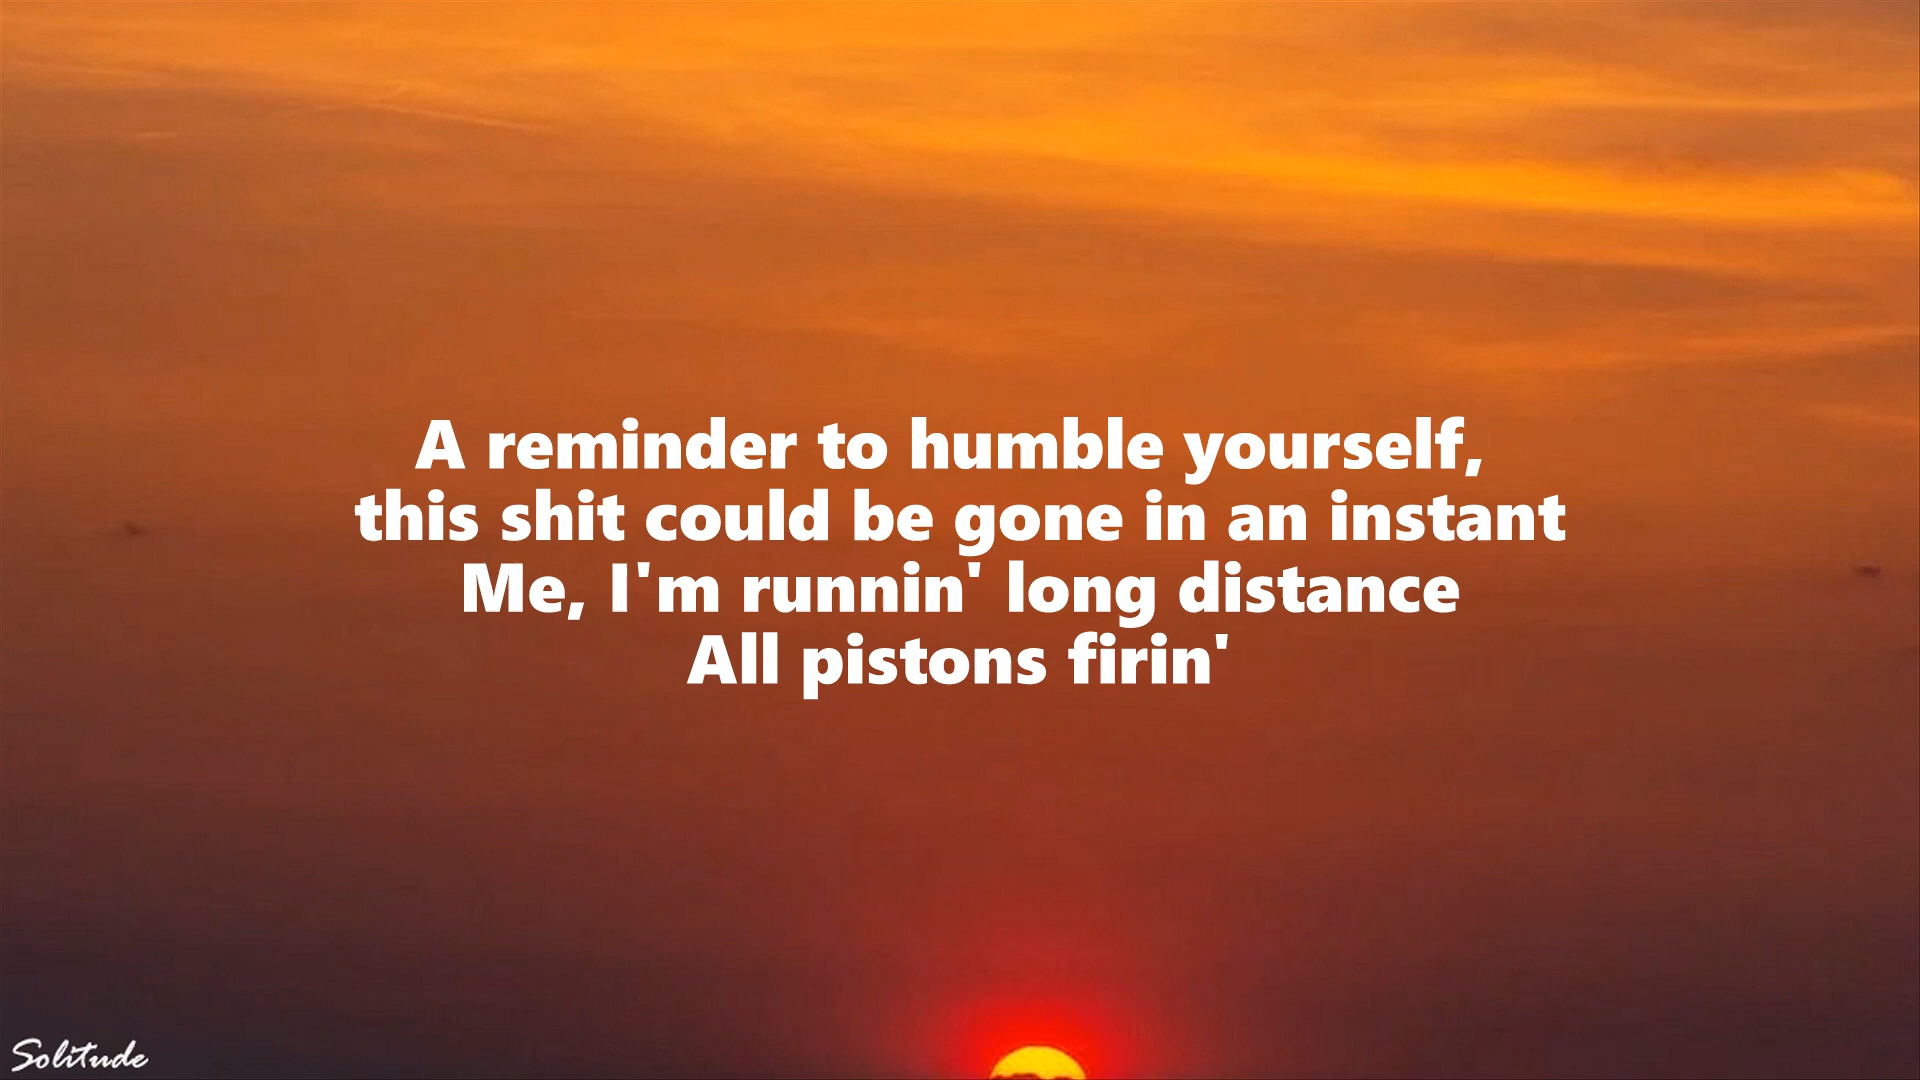 A reminder to humble yourself,
this shit could be gone in an instant
Me, I'm runnin' long distance
All pistons firin'
Solitude